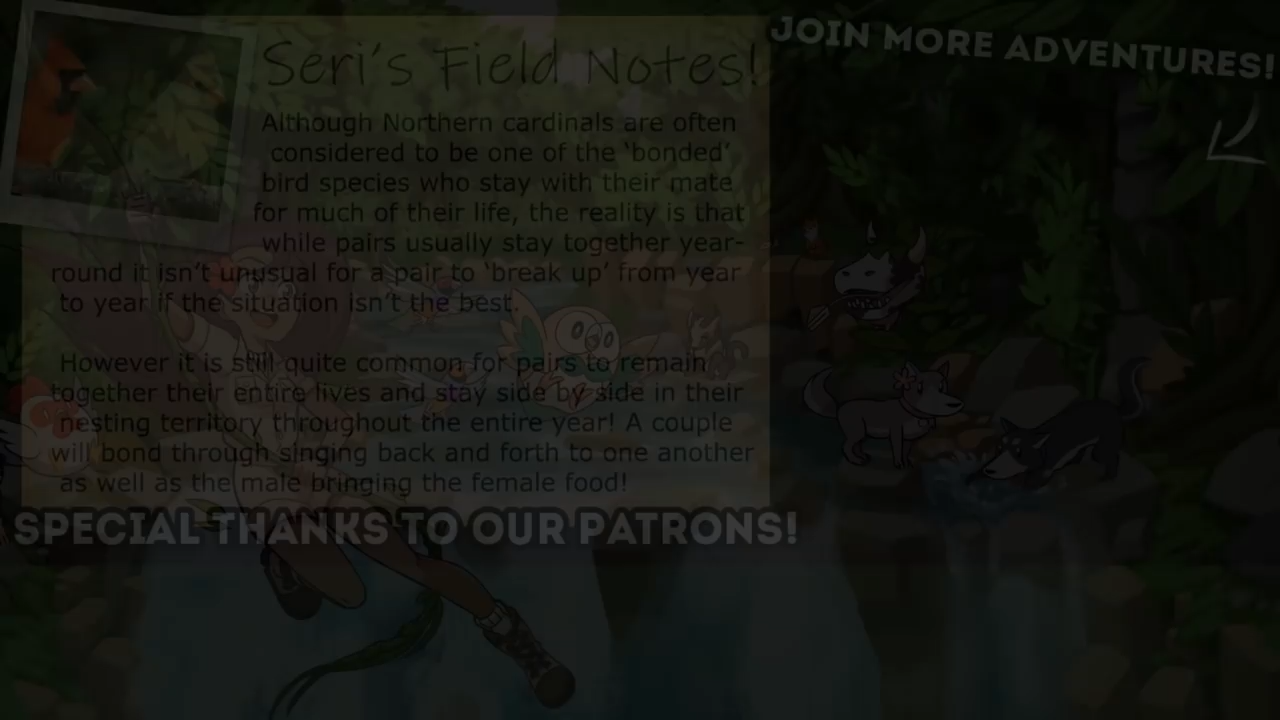 Seri's Field Notes!
JOIN MORE ADVENTURES!
Although Northern cardinals are often
considered to be one of the ‘bonded’
bird species who stay with their mate
for much of their life, the reality is that
while pairs usually stay together year-
round it isn’t unusual for a pair to ‘break up’ from year
to year if the situation isn’t the best.
However it is still quite common for pairs to remain
together their entire lives and stay side by side in their
nesting territory throughout the entire year! A couple
will bond through singing back and forth to one another
as well as the male bringing the female food!
SPECIAL THANKS TO OUR PATRONS!